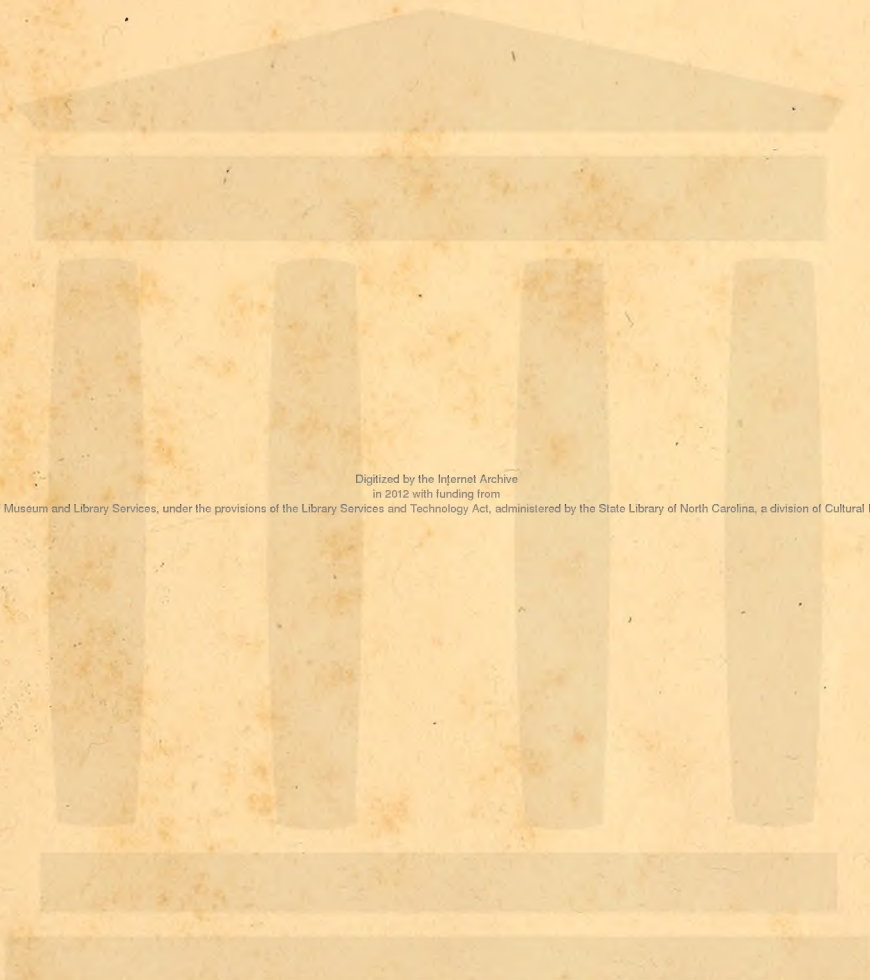 Digitized by the Internet Archive
in 2012 with funding from
Museum and Library Services, under the provisions of the Library Services and Technology Act, administered by the State Library of North Carolina, a division of Cultural